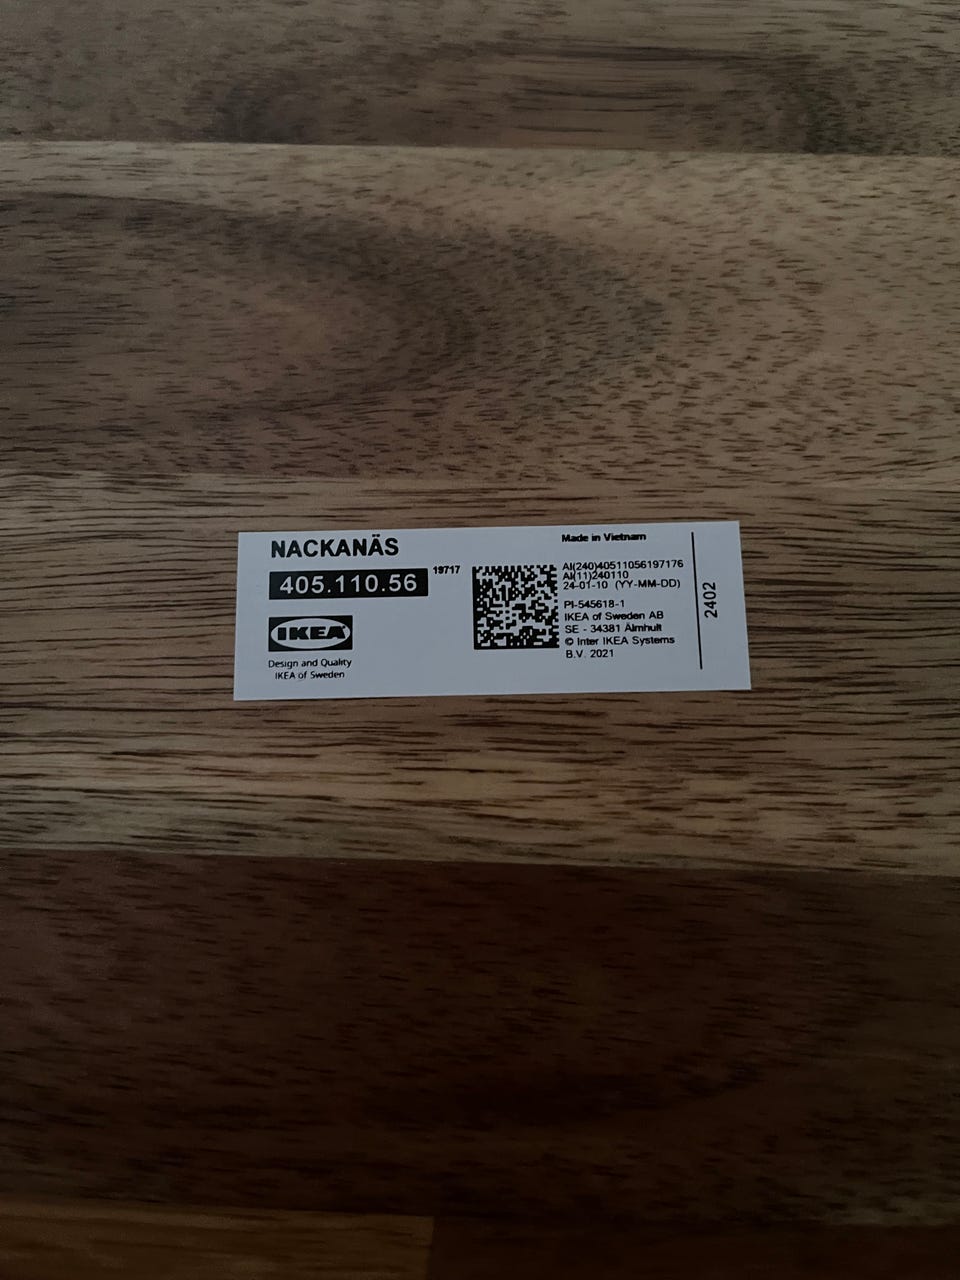 NACKANÄS
405.110.56
19717
IKEA
Design and Quality
IKEA of Sweden
Made in Vietnam
AI(240)40511056197176
AI(11)240110
24-01-10 (YY-MM-DD)
PI-545618-1
IKEA of Sweden AB
SE - 34381 Älmhult
© Inter IKEA Systems
B.V. 2021
2402